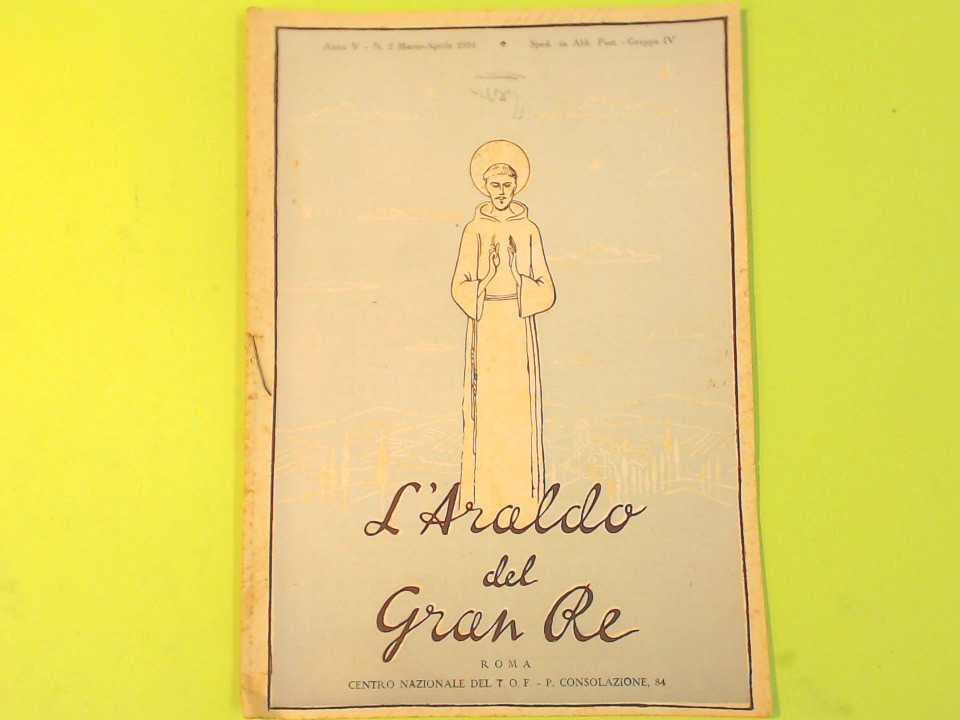 Anno V - N. 2 Marzo-Aprile
Sped. in Abb. Post. - Gruppo IV
L'Araldo
del
Gran Re
ROMA
CENTRO NAZIONALE DEL T. O. F. - P. CONSOLAZIONE, 84